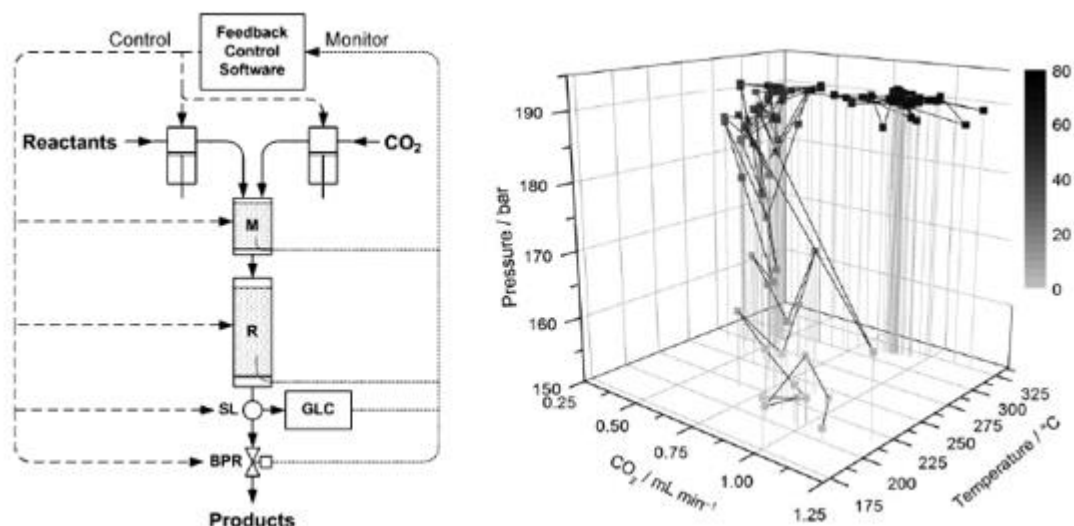 Control
Feedback
Control
Software
Monitor
Reactants
CO₂
M
R
SL
GLC
BPR
Products
Pressure / bar
190
180
170
160
150
0.25
0.50
0.75
1.00
1.25
CO₂ / mL min⁻¹
175
200
225
250
275
300
325
Temperature / °C
80
60
40
20
0